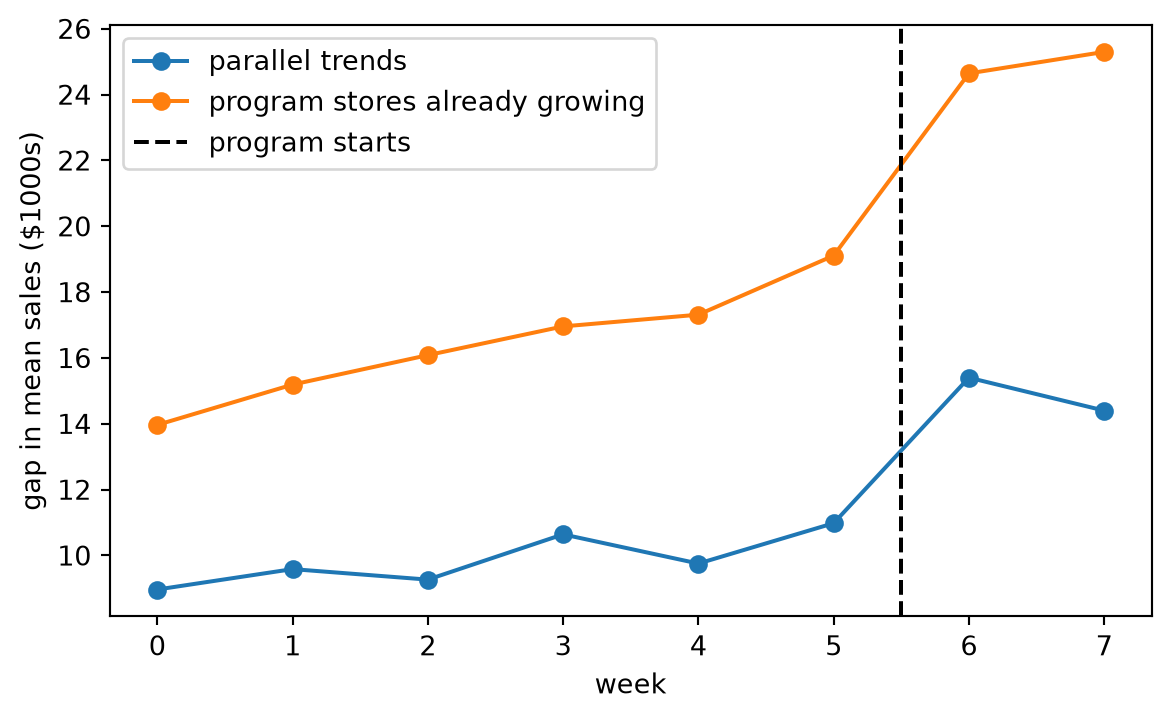 parallel trends
program stores already growing
program starts
gap in mean sales ($1000s)
26
24
22
20
18
16
14
12
10
0 1 2 3 4 5 6 7
week